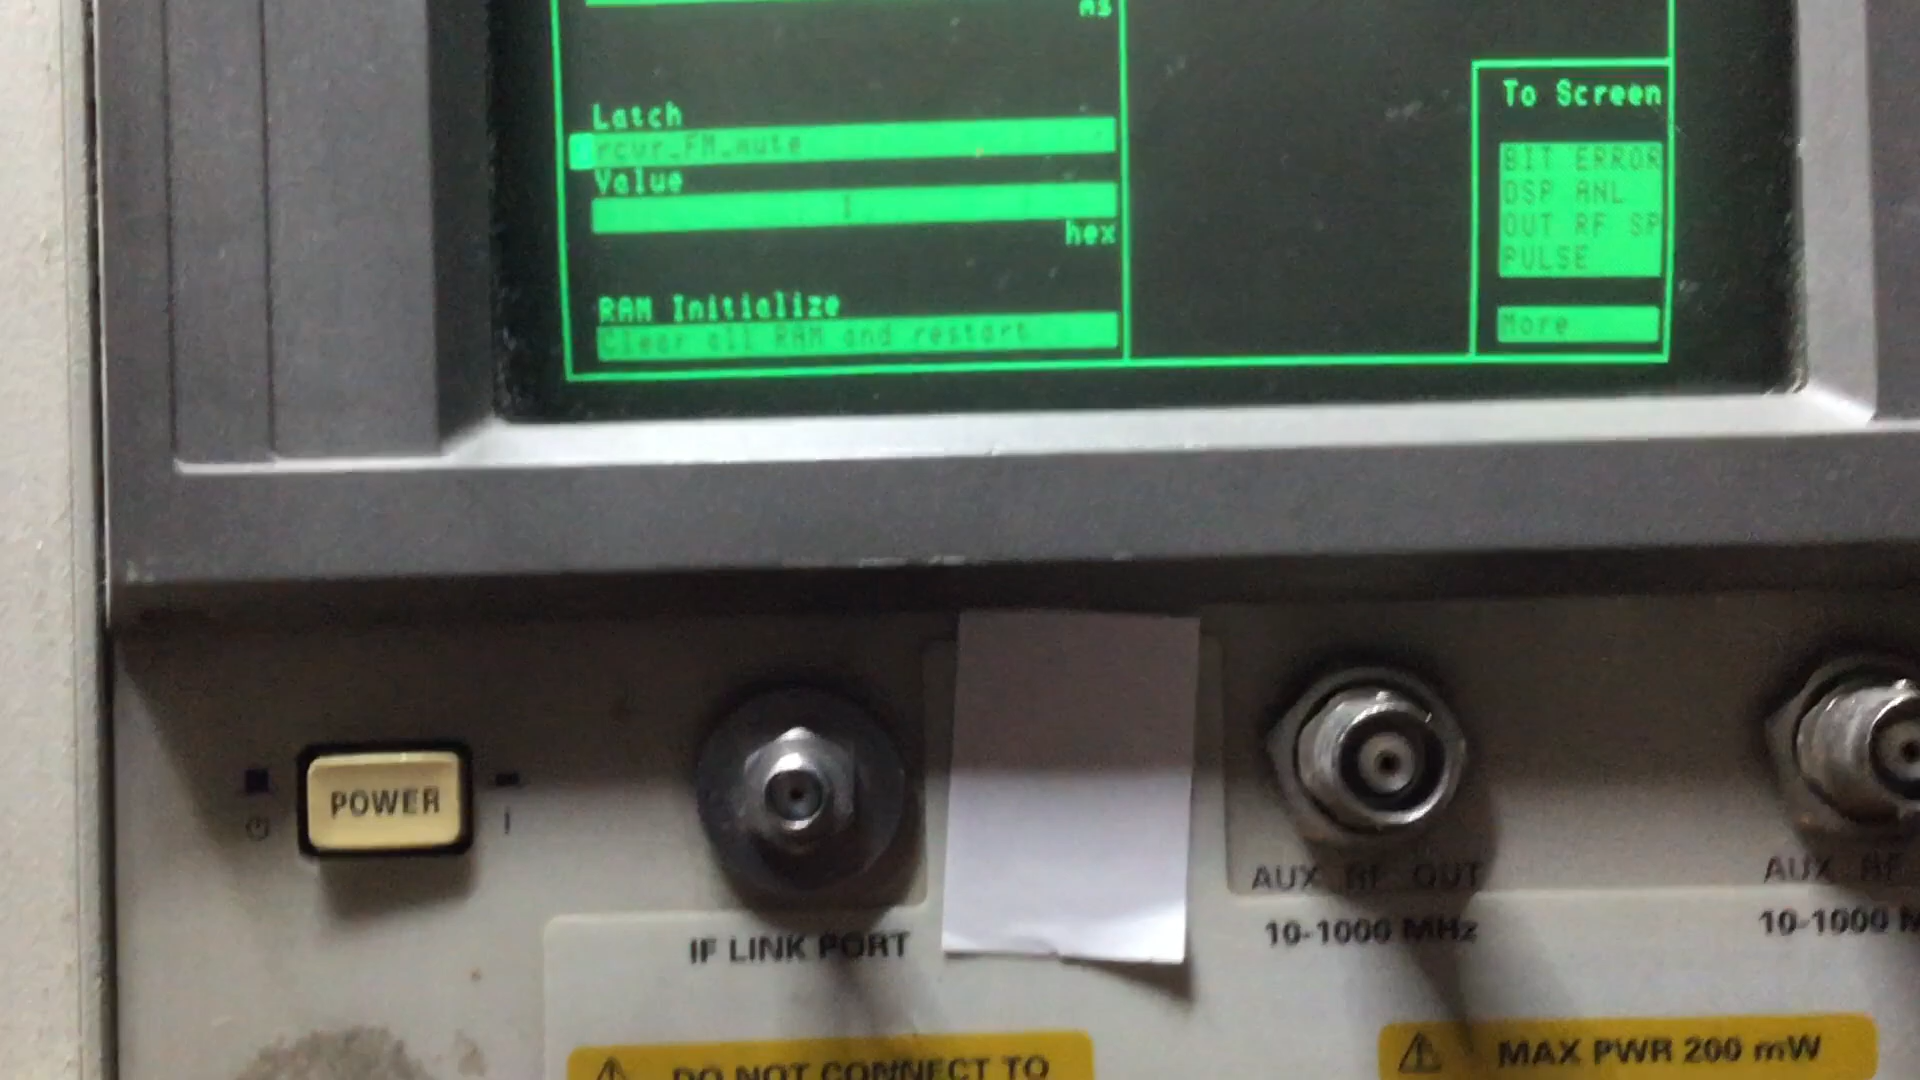 ms
Latch
rcvr_FM_mute
Value
1
hex
RAM Initialize
Clear all RAM and restart
To Screen
BIT ERROR
DSP ANL
OUT RF SP
PULSE
More
POWER
IF LINK PORT
AUX RF OUT
10-1000 MHz
AUX RF
10-1000 M
DO NOT CONNECT TO
MAX PWR 200 mW